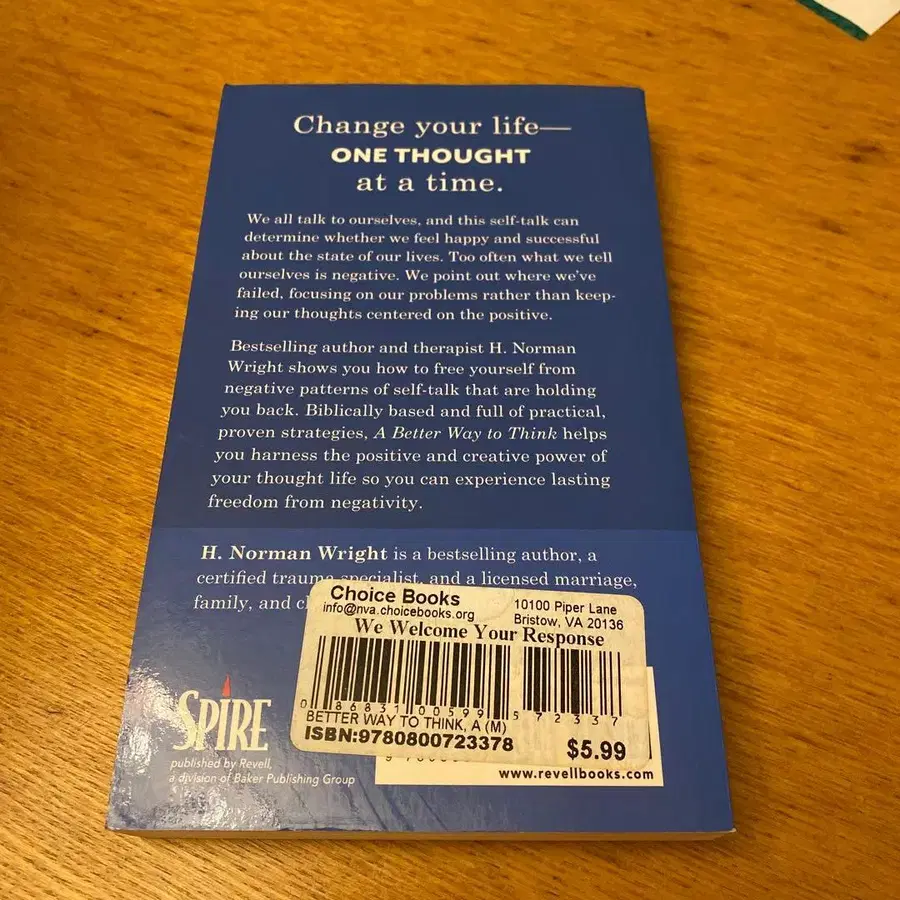 Change your life—
ONE THOUGHT
at a time.
We all talk to ourselves, and this self-talk can
determine whether we feel happy and successful
about the state of our lives. Too often what we tell
ourselves is negative. We point out where we've
failed, focusing on our problems rather than keep-
ing our thoughts centered on the positive.
Bestselling author and therapist H. Norman
Wright shows you how to free yourself from
negative patterns of self-talk that are holding
you back. Biblically based and full of practical,
proven strategies, A Better Way to Think helps
you harness the positive and creative power of
your thought life so you can experience lasting
freedom from negativity.
H. Norman Wright is a bestselling author, a
certified trauma specialist, and a licensed marriage,
family, and
Choice Books
info@nva.choicebooks.org
10100 Piper Lane
Bristow, VA 20136
We Welcome Your Response
0 86831 00599 5 72337
BETTER WAY TO THINK, A (M)
ISBN:9780800723378
$5.99
SPIRE
published by Revell,
a division of Baker Publishing Group
www.revellbooks.com